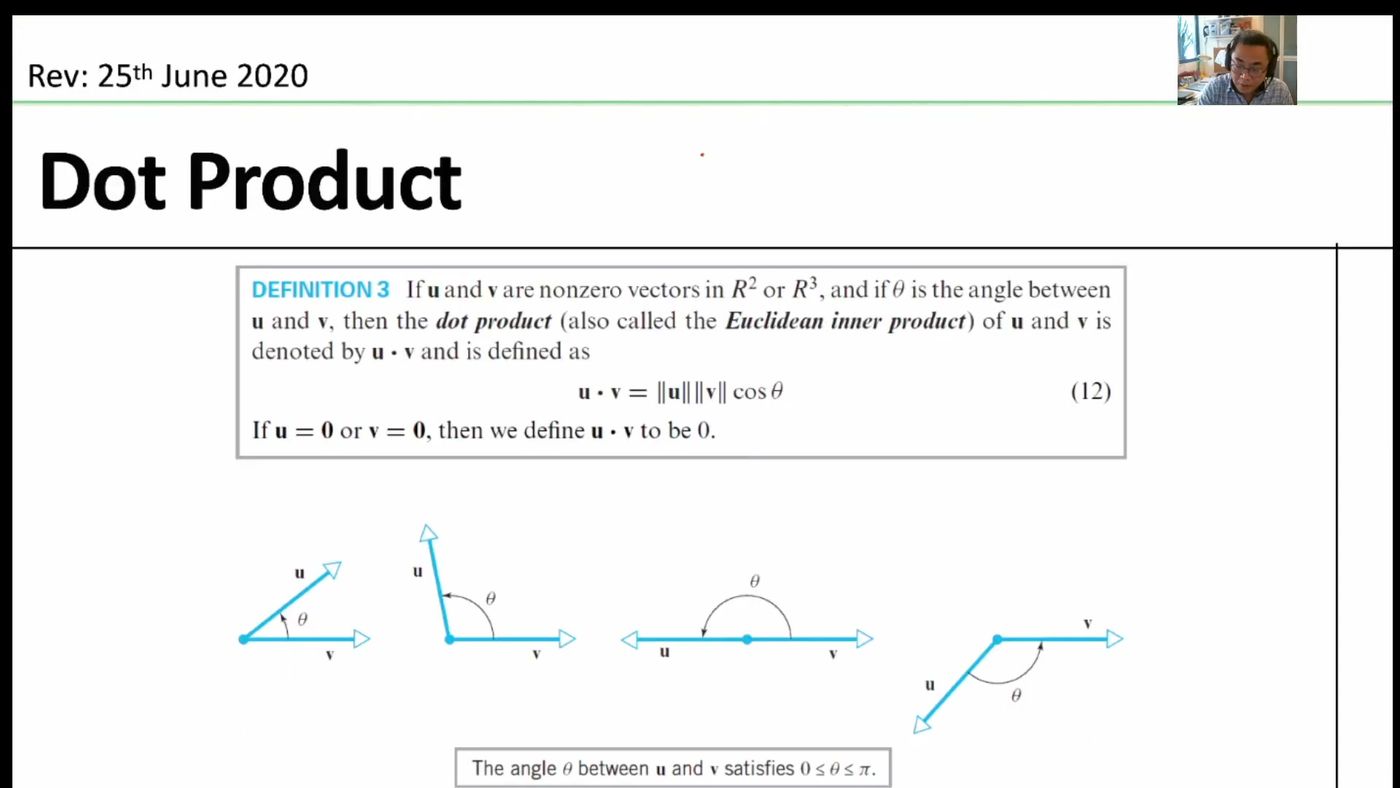 Rev: 25th June 2020
Dot Product
DEFINITION 3 If u and v are nonzero vectors in R² or R³, and if θ is the angle between
u and v, then the dot product (also called the Euclidean inner product) of u and v is
denoted by u · v and is defined as
u · v = ‖u‖‖v‖ cos θ (12)
If u = 0 or v = 0, then we define u · v to be 0.
u
θ
v
u
θ
v
θ
u
v
v
u
θ
The angle θ between u and v satisfies 0 ≤ θ ≤ π.